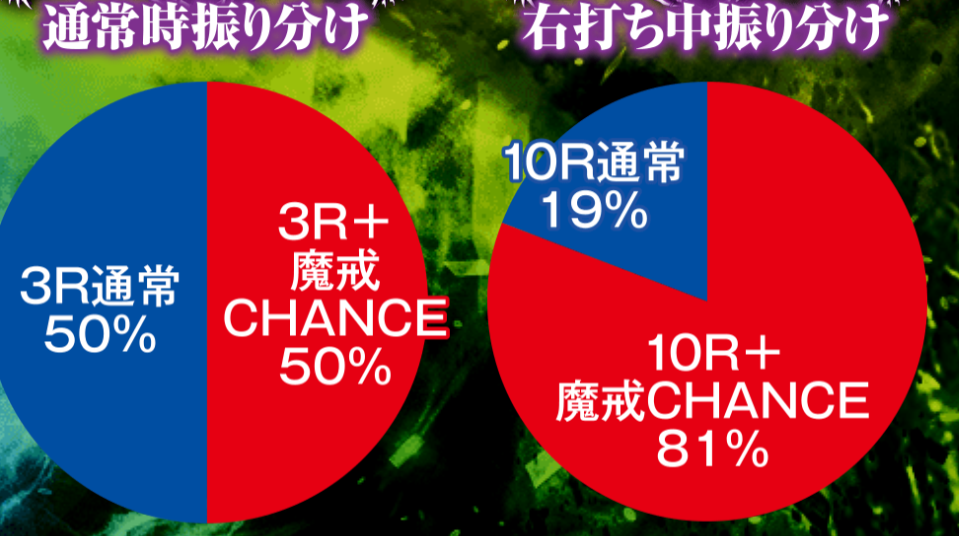 通常時振り分け
3R通常
50%
3R＋
魔戒
CHANCE
50%
右打ち中振り分け
10R通常
19%
10R＋
魔戒CHANCE
81%